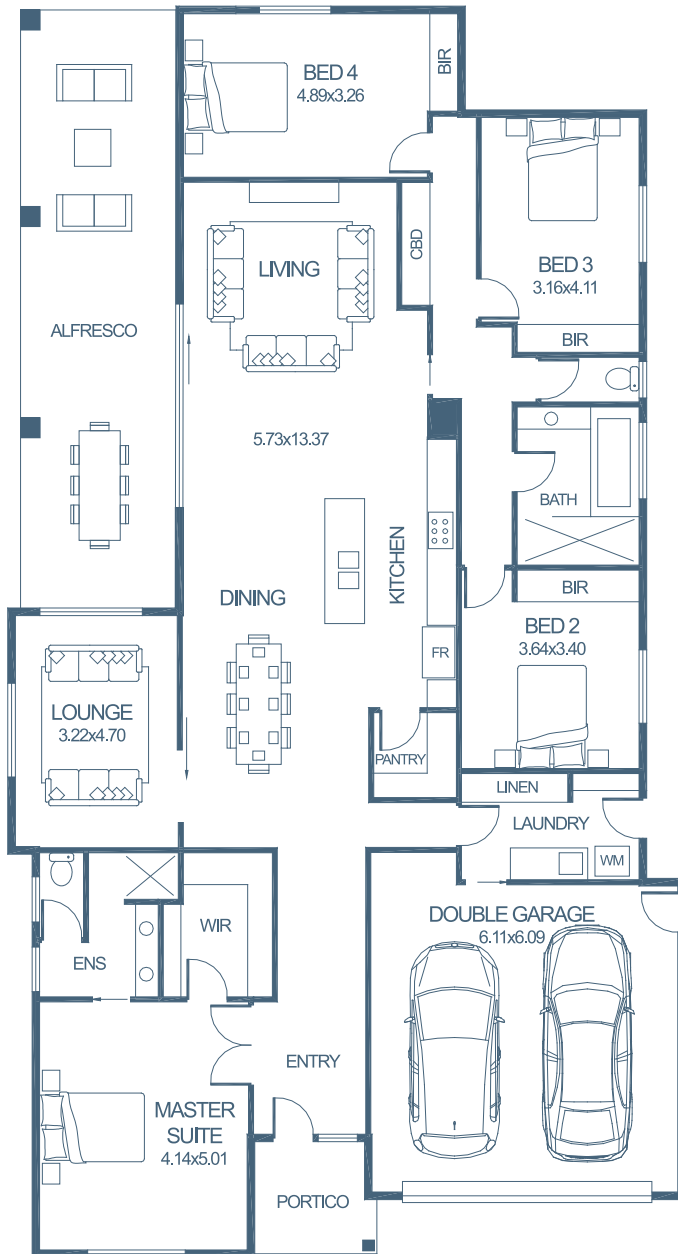 BED 4
4.89x3.26
BIR
LIVING
CBD
BED 3
3.16x4.11
BIR
ALFRESCO
5.73x13.37
BATH
KITCHEN
DINING
BIR
BED 2
3.64x3.40
FR
LOUNGE
3.22x4.70
PANTRY
LINEN
LAUNDRY
WM
WIR
DOUBLE GARAGE
6.11x6.09
ENS
ENTRY
MASTER
SUITE
4.14x5.01
PORTICO